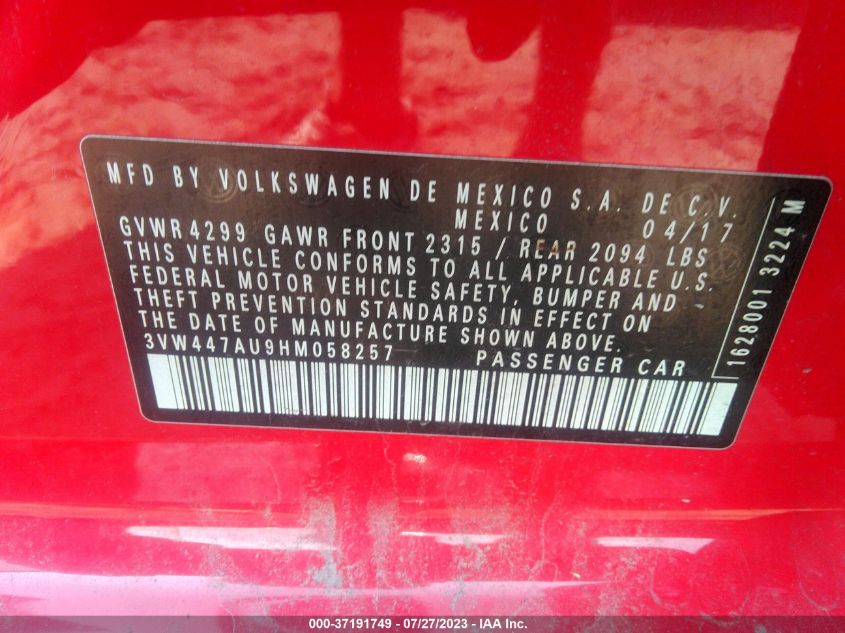 MFD BY VOLKSWAGEN DE MEXICO S.A. DE C.V.
MEXICO 04/17
GVWR 4299 GAWR FRONT 2315 / REAR 2094 LBS
THIS VEHICLE CONFORMS TO ALL APPLICABLE U.S.
FEDERAL MOTOR VEHICLE SAFETY, BUMPER AND
THEFT PREVENTION STANDARDS IN EFFECT ON
THE DATE OF MANUFACTURE SHOWN ABOVE.
3VW447AU9HM058257 PASSENGER CAR
1628001 3224 M
000-37191749 — 07/27/2023 — IAA Inc.